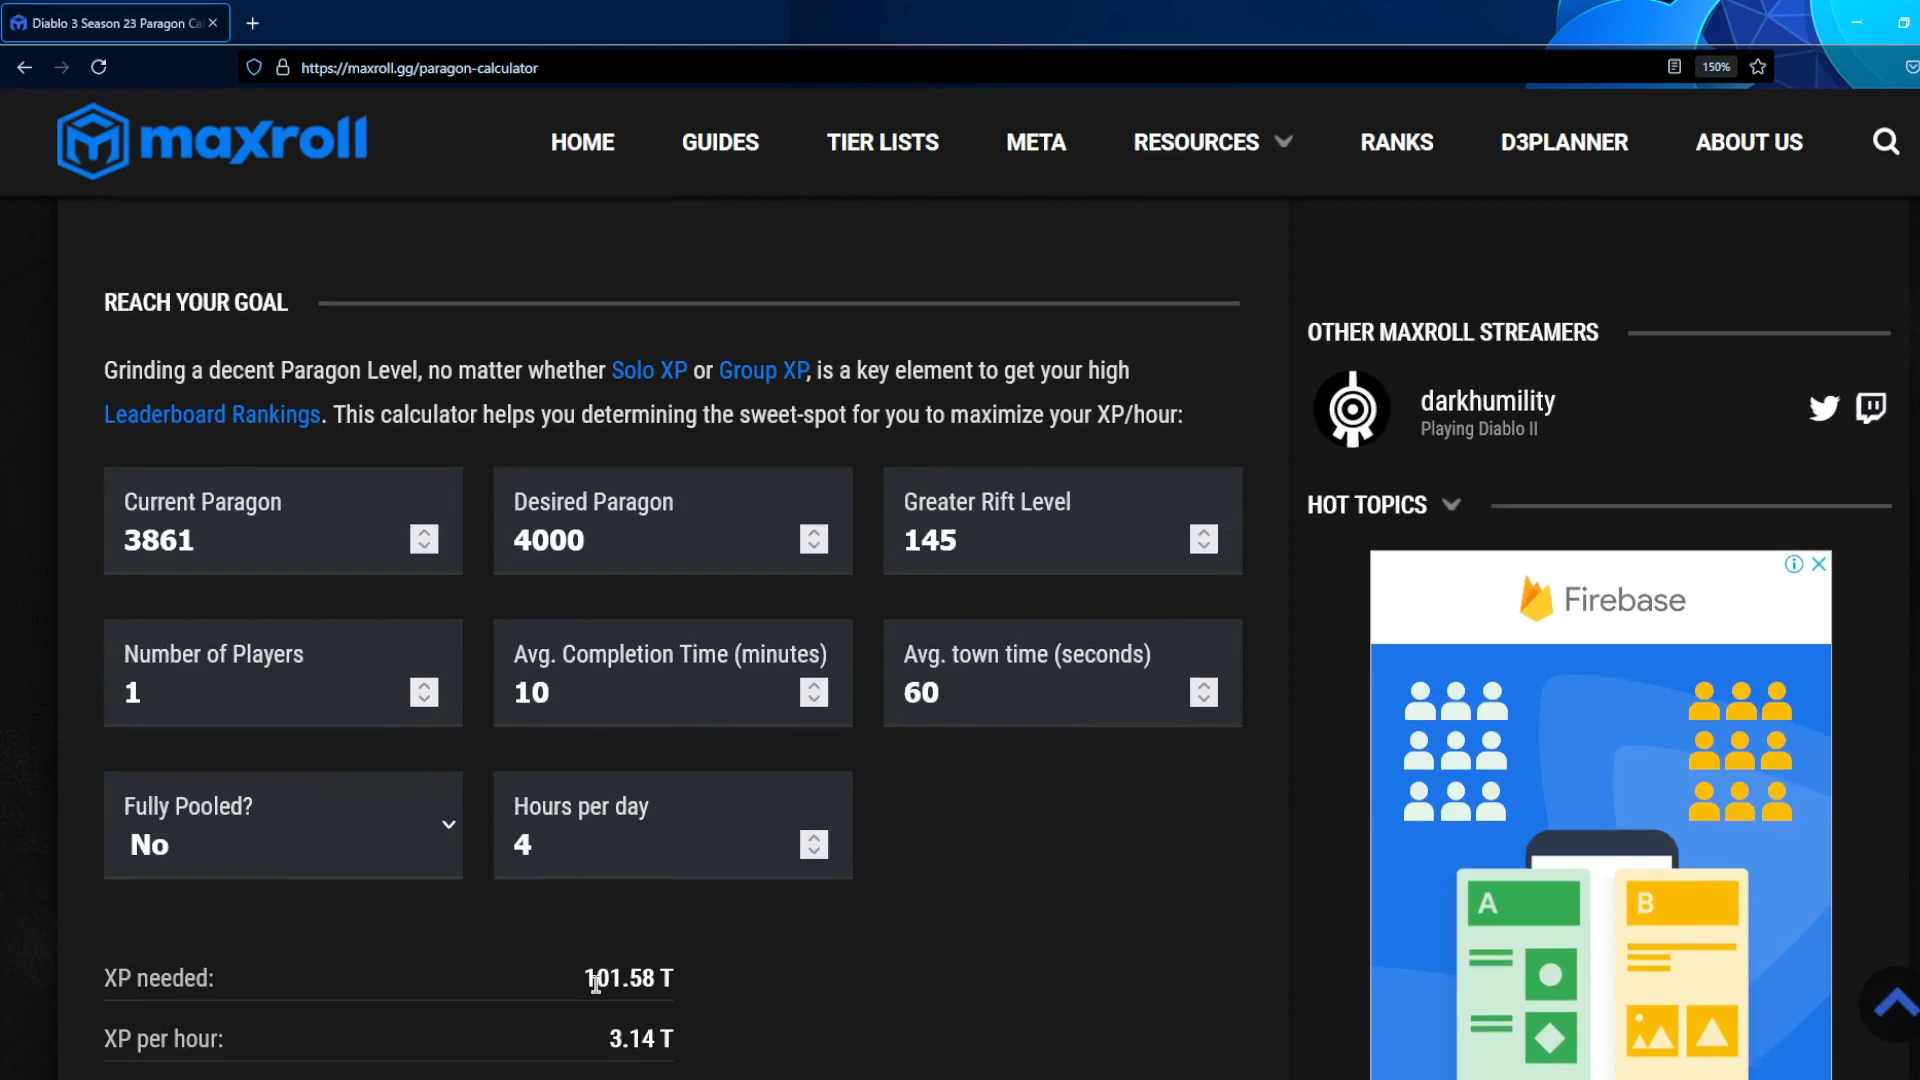 Diablo 3 Season 23 Paragon Ca
https://maxroll.gg/paragon-calculator
150%
maxroll
HOME
GUIDES
TIER LISTS
META
RESOURCES
RANKS
D3PLANNER
ABOUT US
REACH YOUR GOAL
Grinding a decent Paragon Level, no matter whether Solo XP or Group XP, is a key element to get your high
Leaderboard Rankings. This calculator helps you determining the sweet-spot for you to maximize your XP/hour:
Current Paragon
3861
Desired Paragon
4000
Greater Rift Level
145
Number of Players
1
Avg. Completion Time (minutes)
10
Avg. town time (seconds)
60
Fully Pooled?
No
Hours per day
4
XP needed:
101.58 T
XP per hour:
3.14 T
OTHER MAXROLL STREAMERS
darkhumility
Playing Diablo II
HOT TOPICS
Firebase
A
B